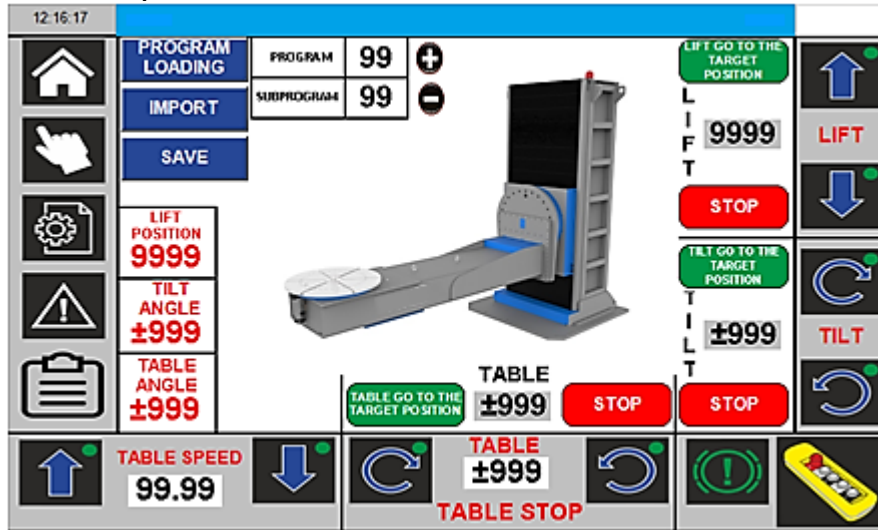 12:16:17
PROGRAM
LOADING
IMPORT
SAVE
PROGRAM 99
SUBPROGRAM 99
LIFT GO TO THE
TARGET
POSITION
LIFT
9999
STOP
LIFT
LIFT
POSITION
9999
TILT
ANGLE
±999
TABLE
ANGLE
±999
TILT GO TO THE
TARGET
POSITION
TILT
±999
STOP
TILT
TABLE
TABLE GO TO THE
TARGET POSITION
±999
STOP
TABLE SPEED
99.99
TABLE
±999
TABLE STOP